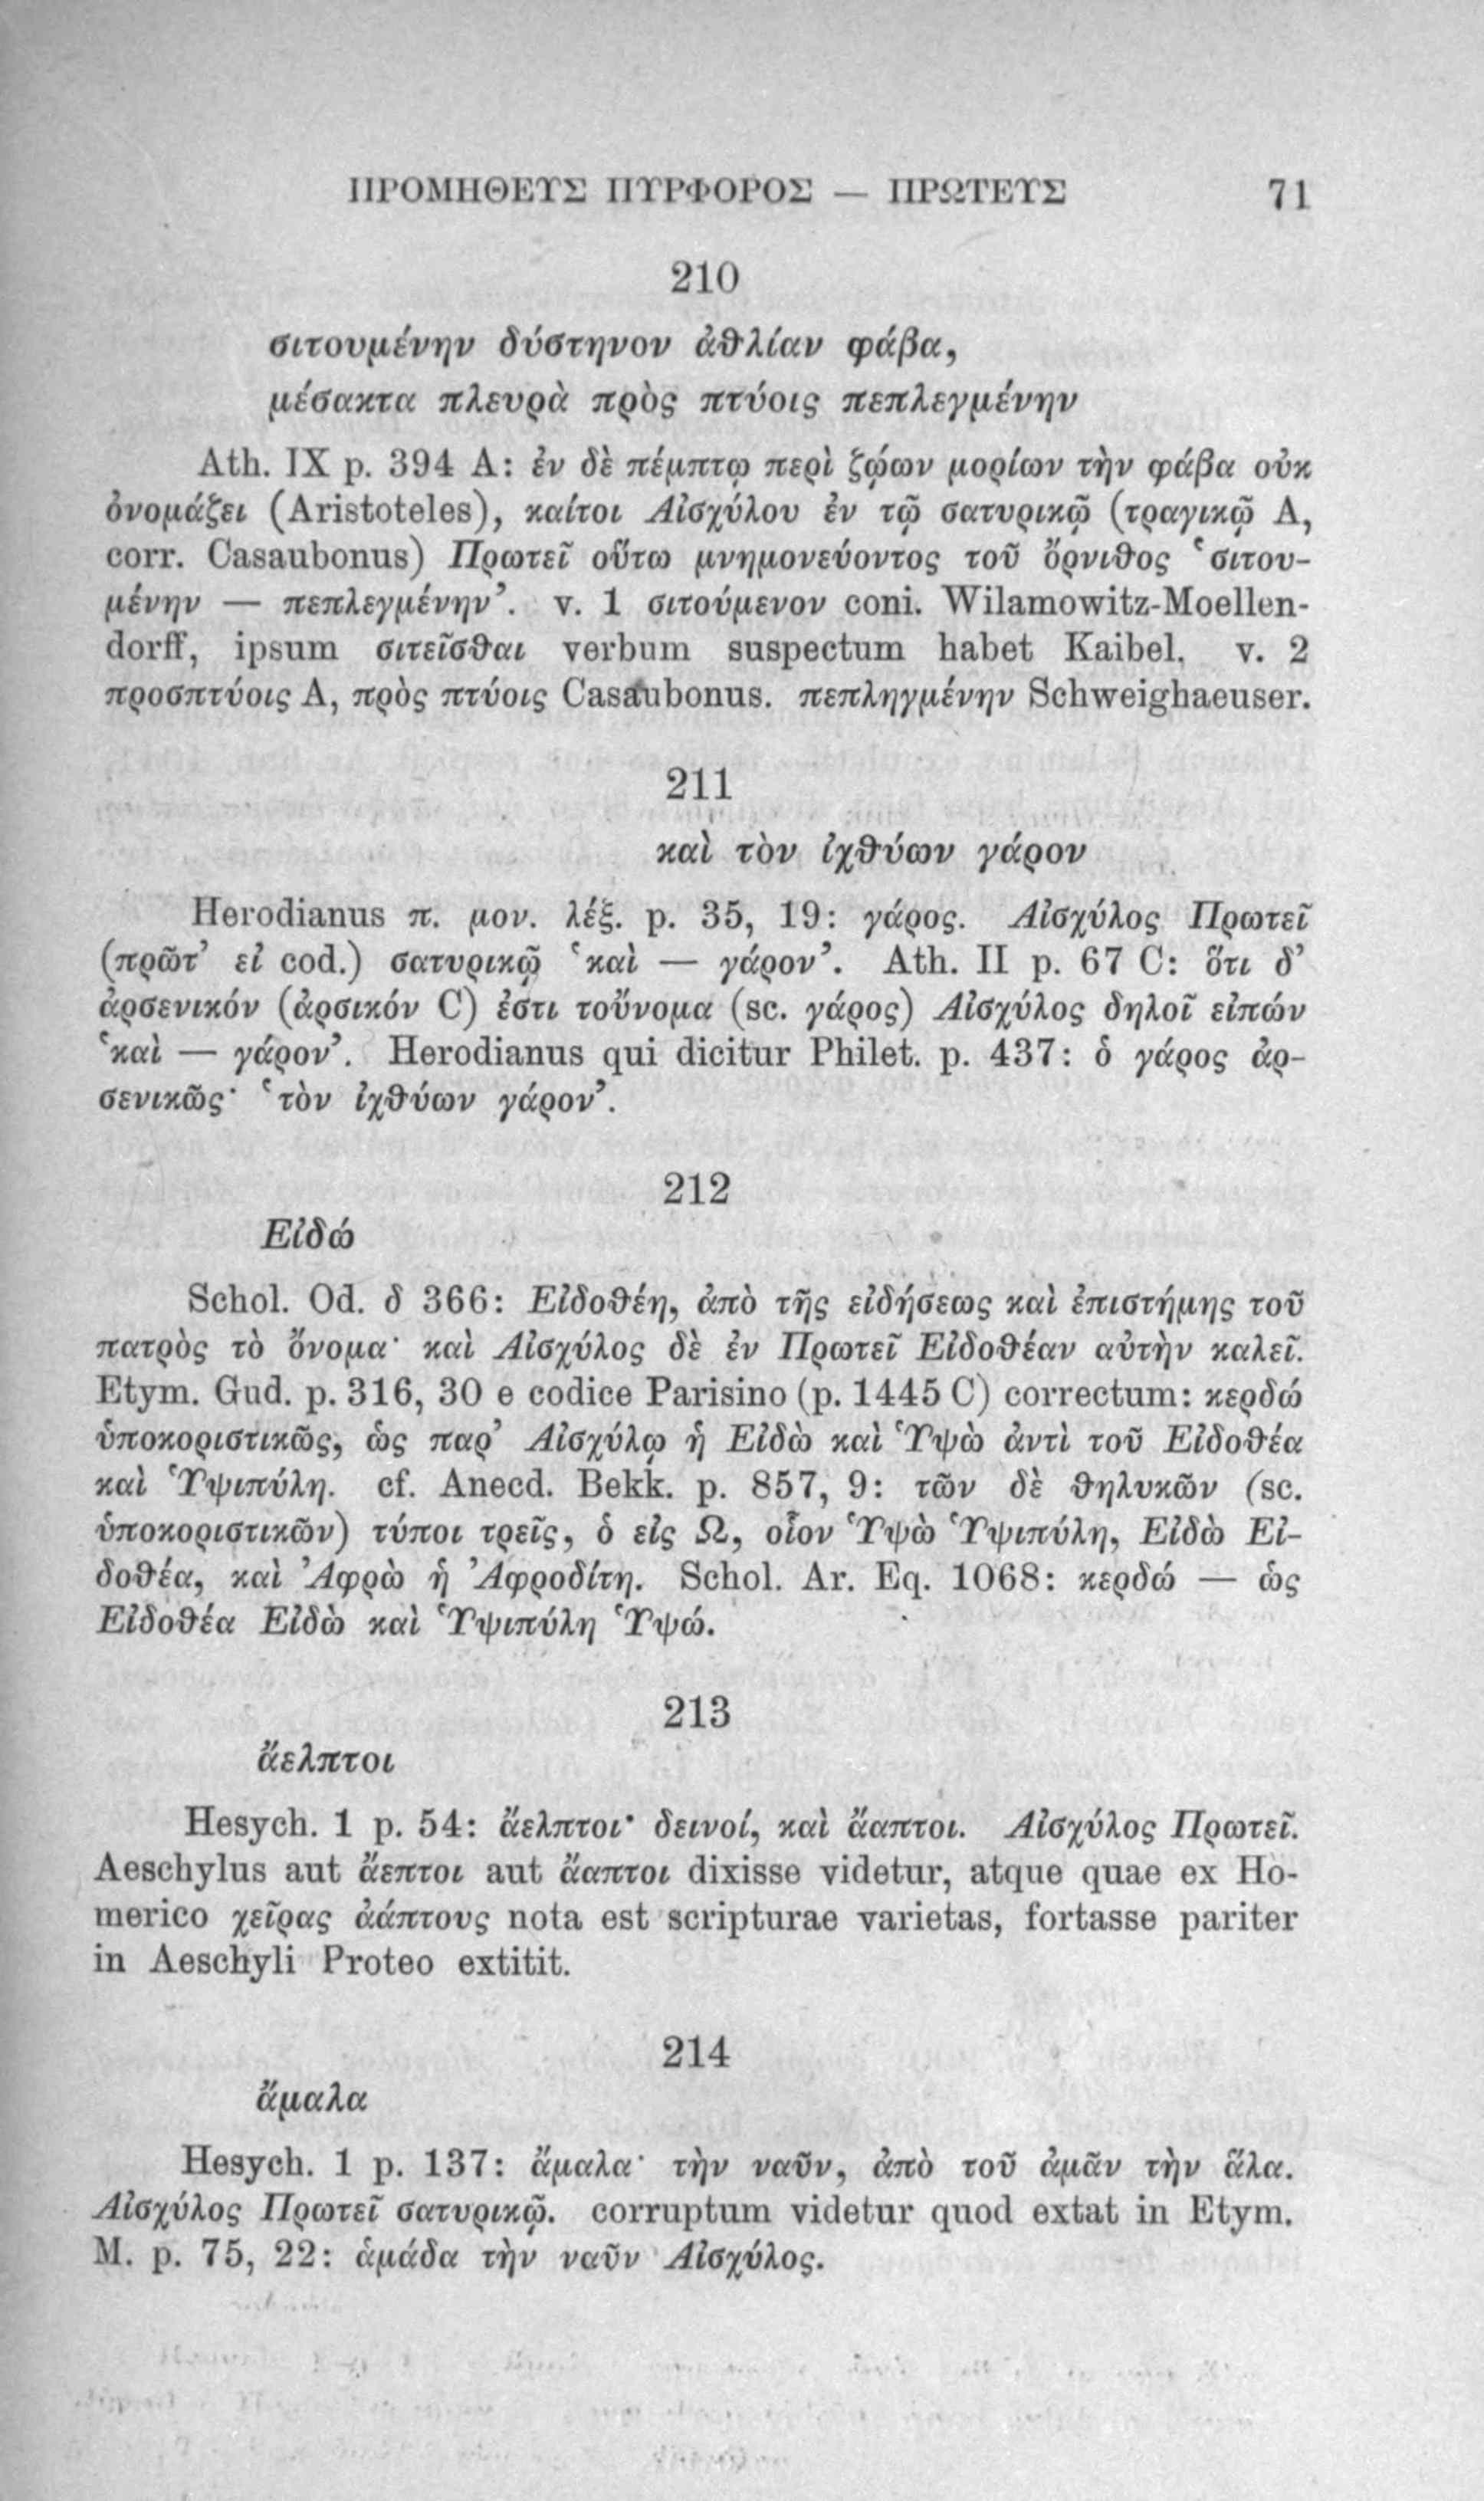 ΠΡΟΜΗΘΕΥΣ ΠΥΡΦΟΡΟΣ — ΠΡΩΤΕΥΣ 71
210
σιτουμένην δύστηνον ἀθλίαν φάβα,
μέσακτα πλευρὰ πρὸς πτύοις πεπλεγμένην
Ath. IX p. 394 A: ἐν δὲ πέμπτῳ περὶ ζῴων μορίων τὴν φάβα οὐκ
ὀνομάζει (Aristoteles), καίτοι Αἰσχύλου ἐν τῷ σατυρικῷ (τραγικῷ A,
corr. Casaubonus) Πρωτεῖ οὕτω μνημονεύοντος τοῦ ὄρνιθος ‘σιτου-
μένην — πεπλεγμένην’. v. 1 σιτούμενον coni. Wilamowitz-Moellen-
dorff, ipsum σιτεῖσθαι verbum suspectum habet Kaibel. v. 2
προσπτύοις A, πρὸς πτύοις Casaubonus. πεπληγμένην Schweighaeuser.
211
καὶ τὸν ἰχθύων γάρον
Herodianus π. μον. λέξ. p. 35, 19: γάρος. Αἰσχύλος Πρωτεῖ
(πρῶτ’ εἰ cod.) σατυρικῷ ‘καὶ — γάρον’. Ath. II p. 67 C: ὅτι δ’
ἀρσενικόν (ἀρσικόν C) ἐστι τοὔνομα (sc. γάρος) Αἰσχύλος δηλοῖ εἰπών
‘καὶ — γάρον’. Herodianus qui dicitur Philet. p. 437: ὁ γάρος ἀρ-
σενικῶς· ‘τὸν ἰχθύων γάρον’.
212
Εἰδώ
Schol. Od. δ 366: Εἰδοθέη, ἀπὸ τῆς εἰδήσεως καὶ ἐπιστήμης τοῦ
πατρὸς τὸ ὄνομα· καὶ Αἰσχύλος δὲ ἐν Πρωτεῖ Εἰδοθέαν αὐτὴν καλεῖ.
Etym. Gud. p. 316, 30 e codice Parisino (p. 1445 C) correctum: κερδώ
ὑποκοριστικῶς, ὡς παρ’ Αἰσχύλῳ ἡ Εἰδὼ καὶ Ὑψὼ ἀντὶ τοῦ Εἰδοθέα
καὶ Ὑψιπύλη. cf. Anecd. Bekk. p. 857, 9: τῶν δὲ θηλυκῶν (sc.
ὑποκοριστικῶν) τύποι τρεῖς, ὁ εἰς Ω, οἷον Ὑψὼ Ὑψιπύλη, Εἰδὼ Εἰ-
δοθέα, καὶ Ἀφρὼ ἡ Ἀφροδίτη. Schol. Ar. Eq. 1068: κερδώ — ὡς
Εἰδοθέα Εἰδὼ καὶ Ὑψιπύλη Ὑψώ.
213
ἄελπτοι
Hesych. 1 p. 54: ἄελπτοι· δεινοί, καὶ ἄαπτοι. Αἰσχύλος Πρωτεῖ.
Aeschylus aut ἄεπτοι aut ἄαπτοι dixisse videtur, atque quae ex Ho-
merico χεῖρας ἀάπτους nota est scripturae varietas, fortasse pariter
in Aeschyli Proteo extitit.
214
ἄμαλα
Hesych. 1 p. 137: ἄμαλα· τὴν ναῦν, ἀπὸ τοῦ ἀμᾶν τὴν ἅλα.
Αἰσχύλος Πρωτεῖ σατυρικῷ. corruptum videtur quod extat in Etym.
M. p. 75, 22: ἁμάδα τὴν ναῦν Αἰσχύλος.